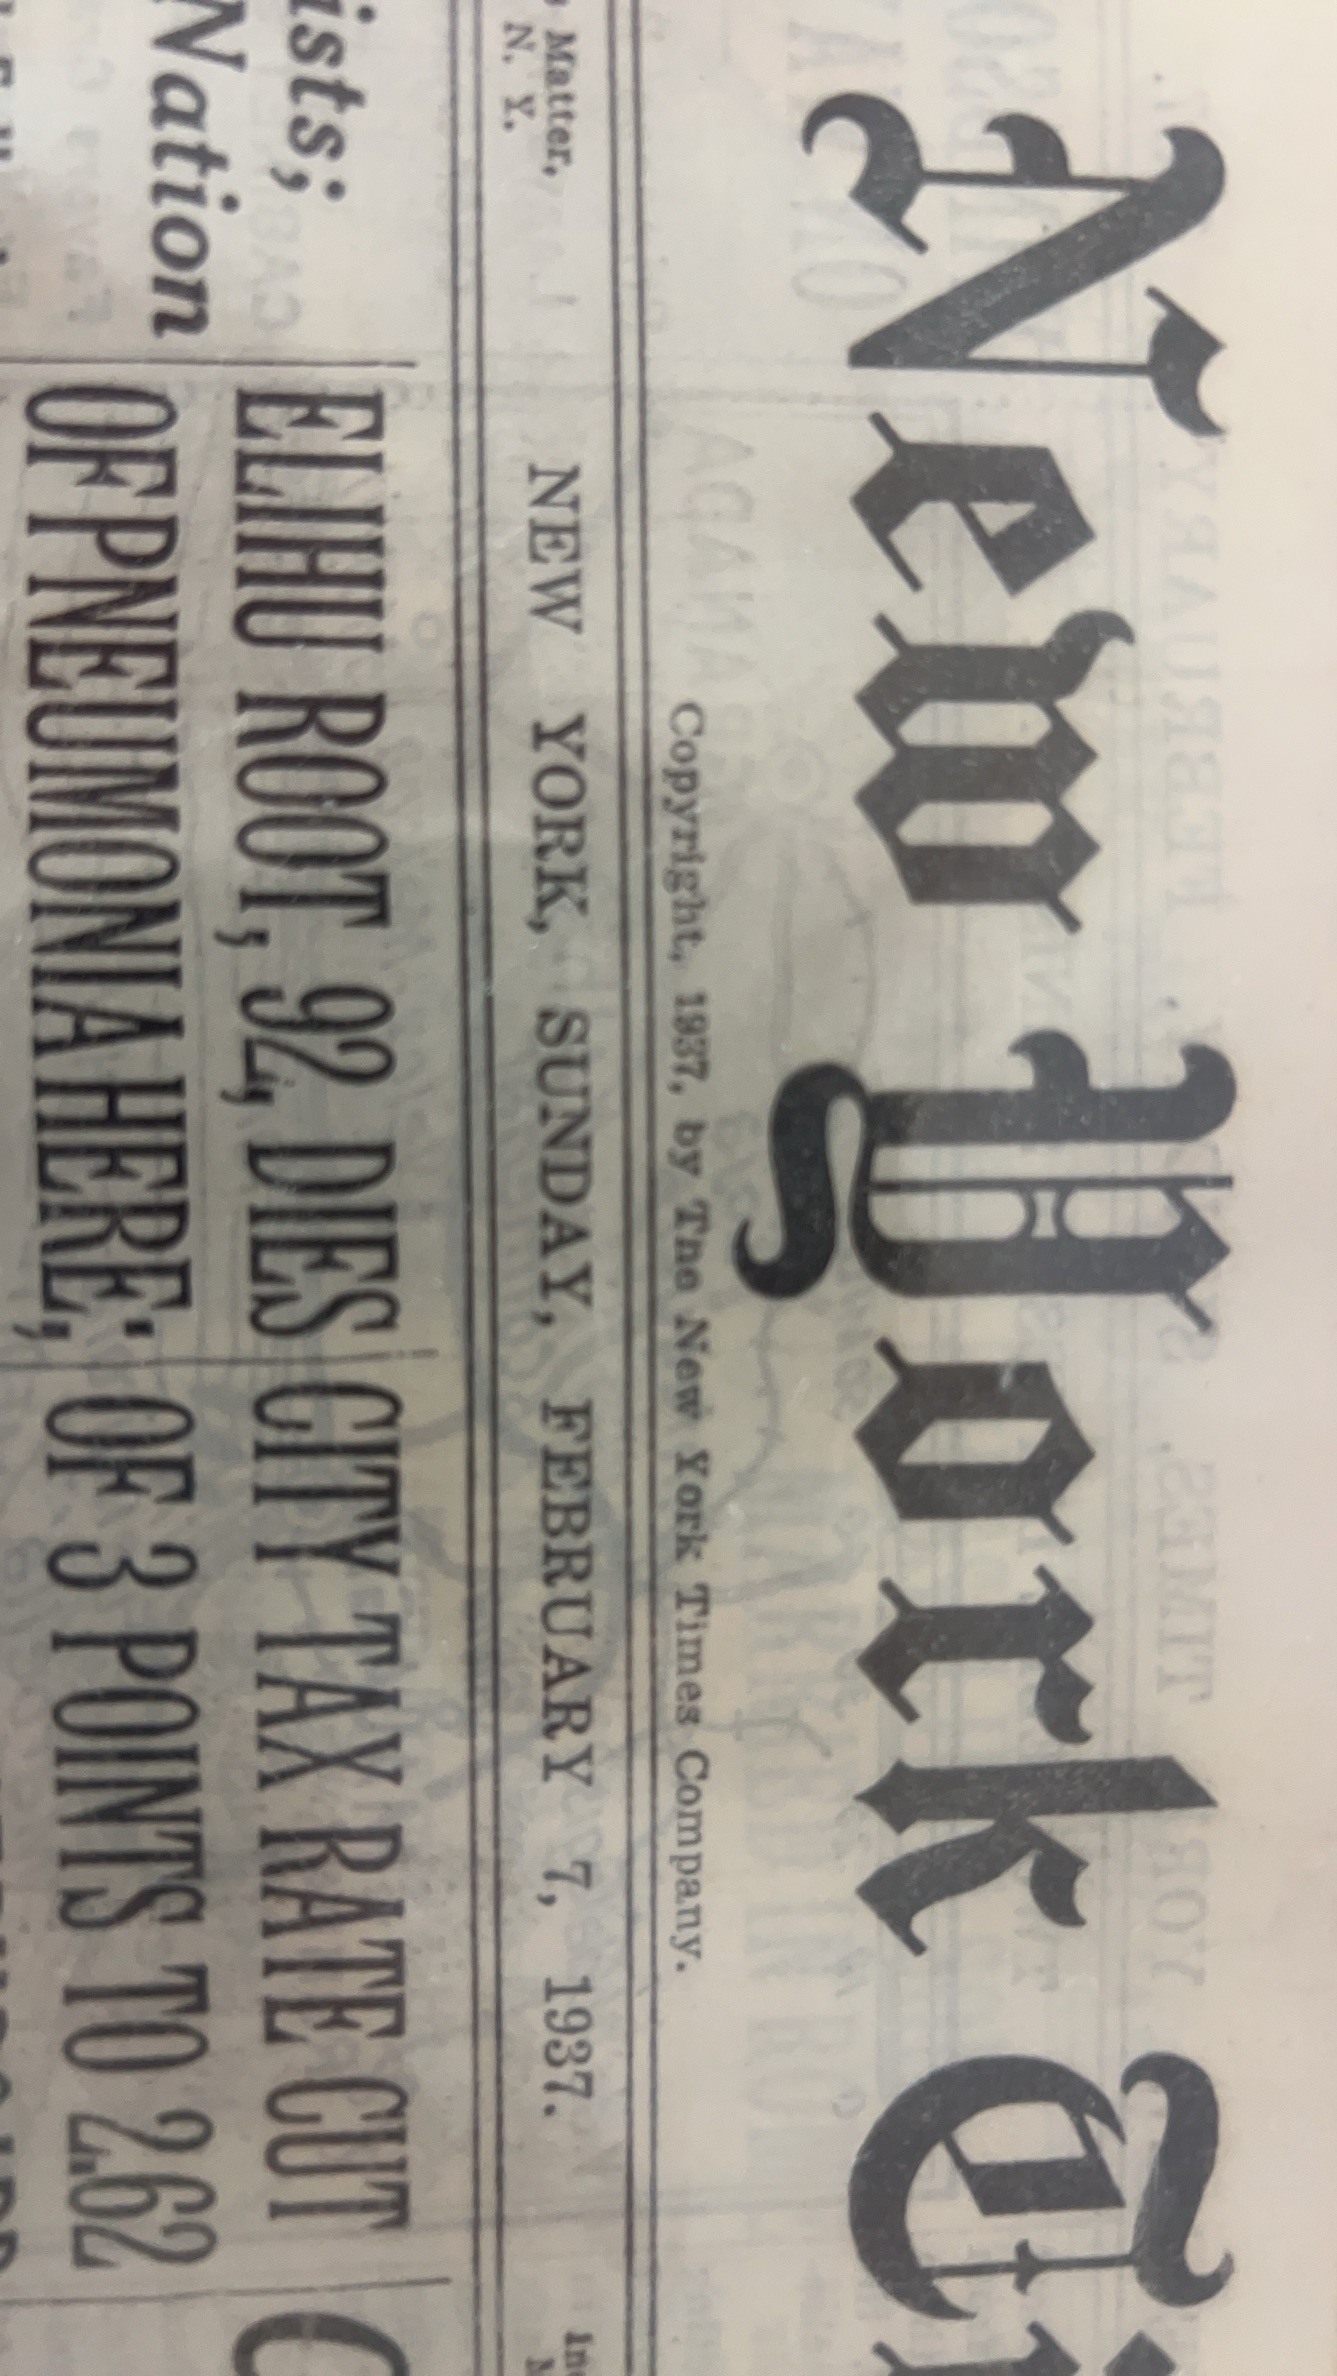 New York Ti
Copyright, 1937, by The New York Times Company.
Matter,
N. Y.
NEW YORK, SUNDAY, FEBRUARY 7, 1937.
ists;
Nation
ELIHU ROOT, 92, DIES
OF PNEUMONIA HERE;
CITY TAX RATE CUT
OF 3 POINTS TO 2.62